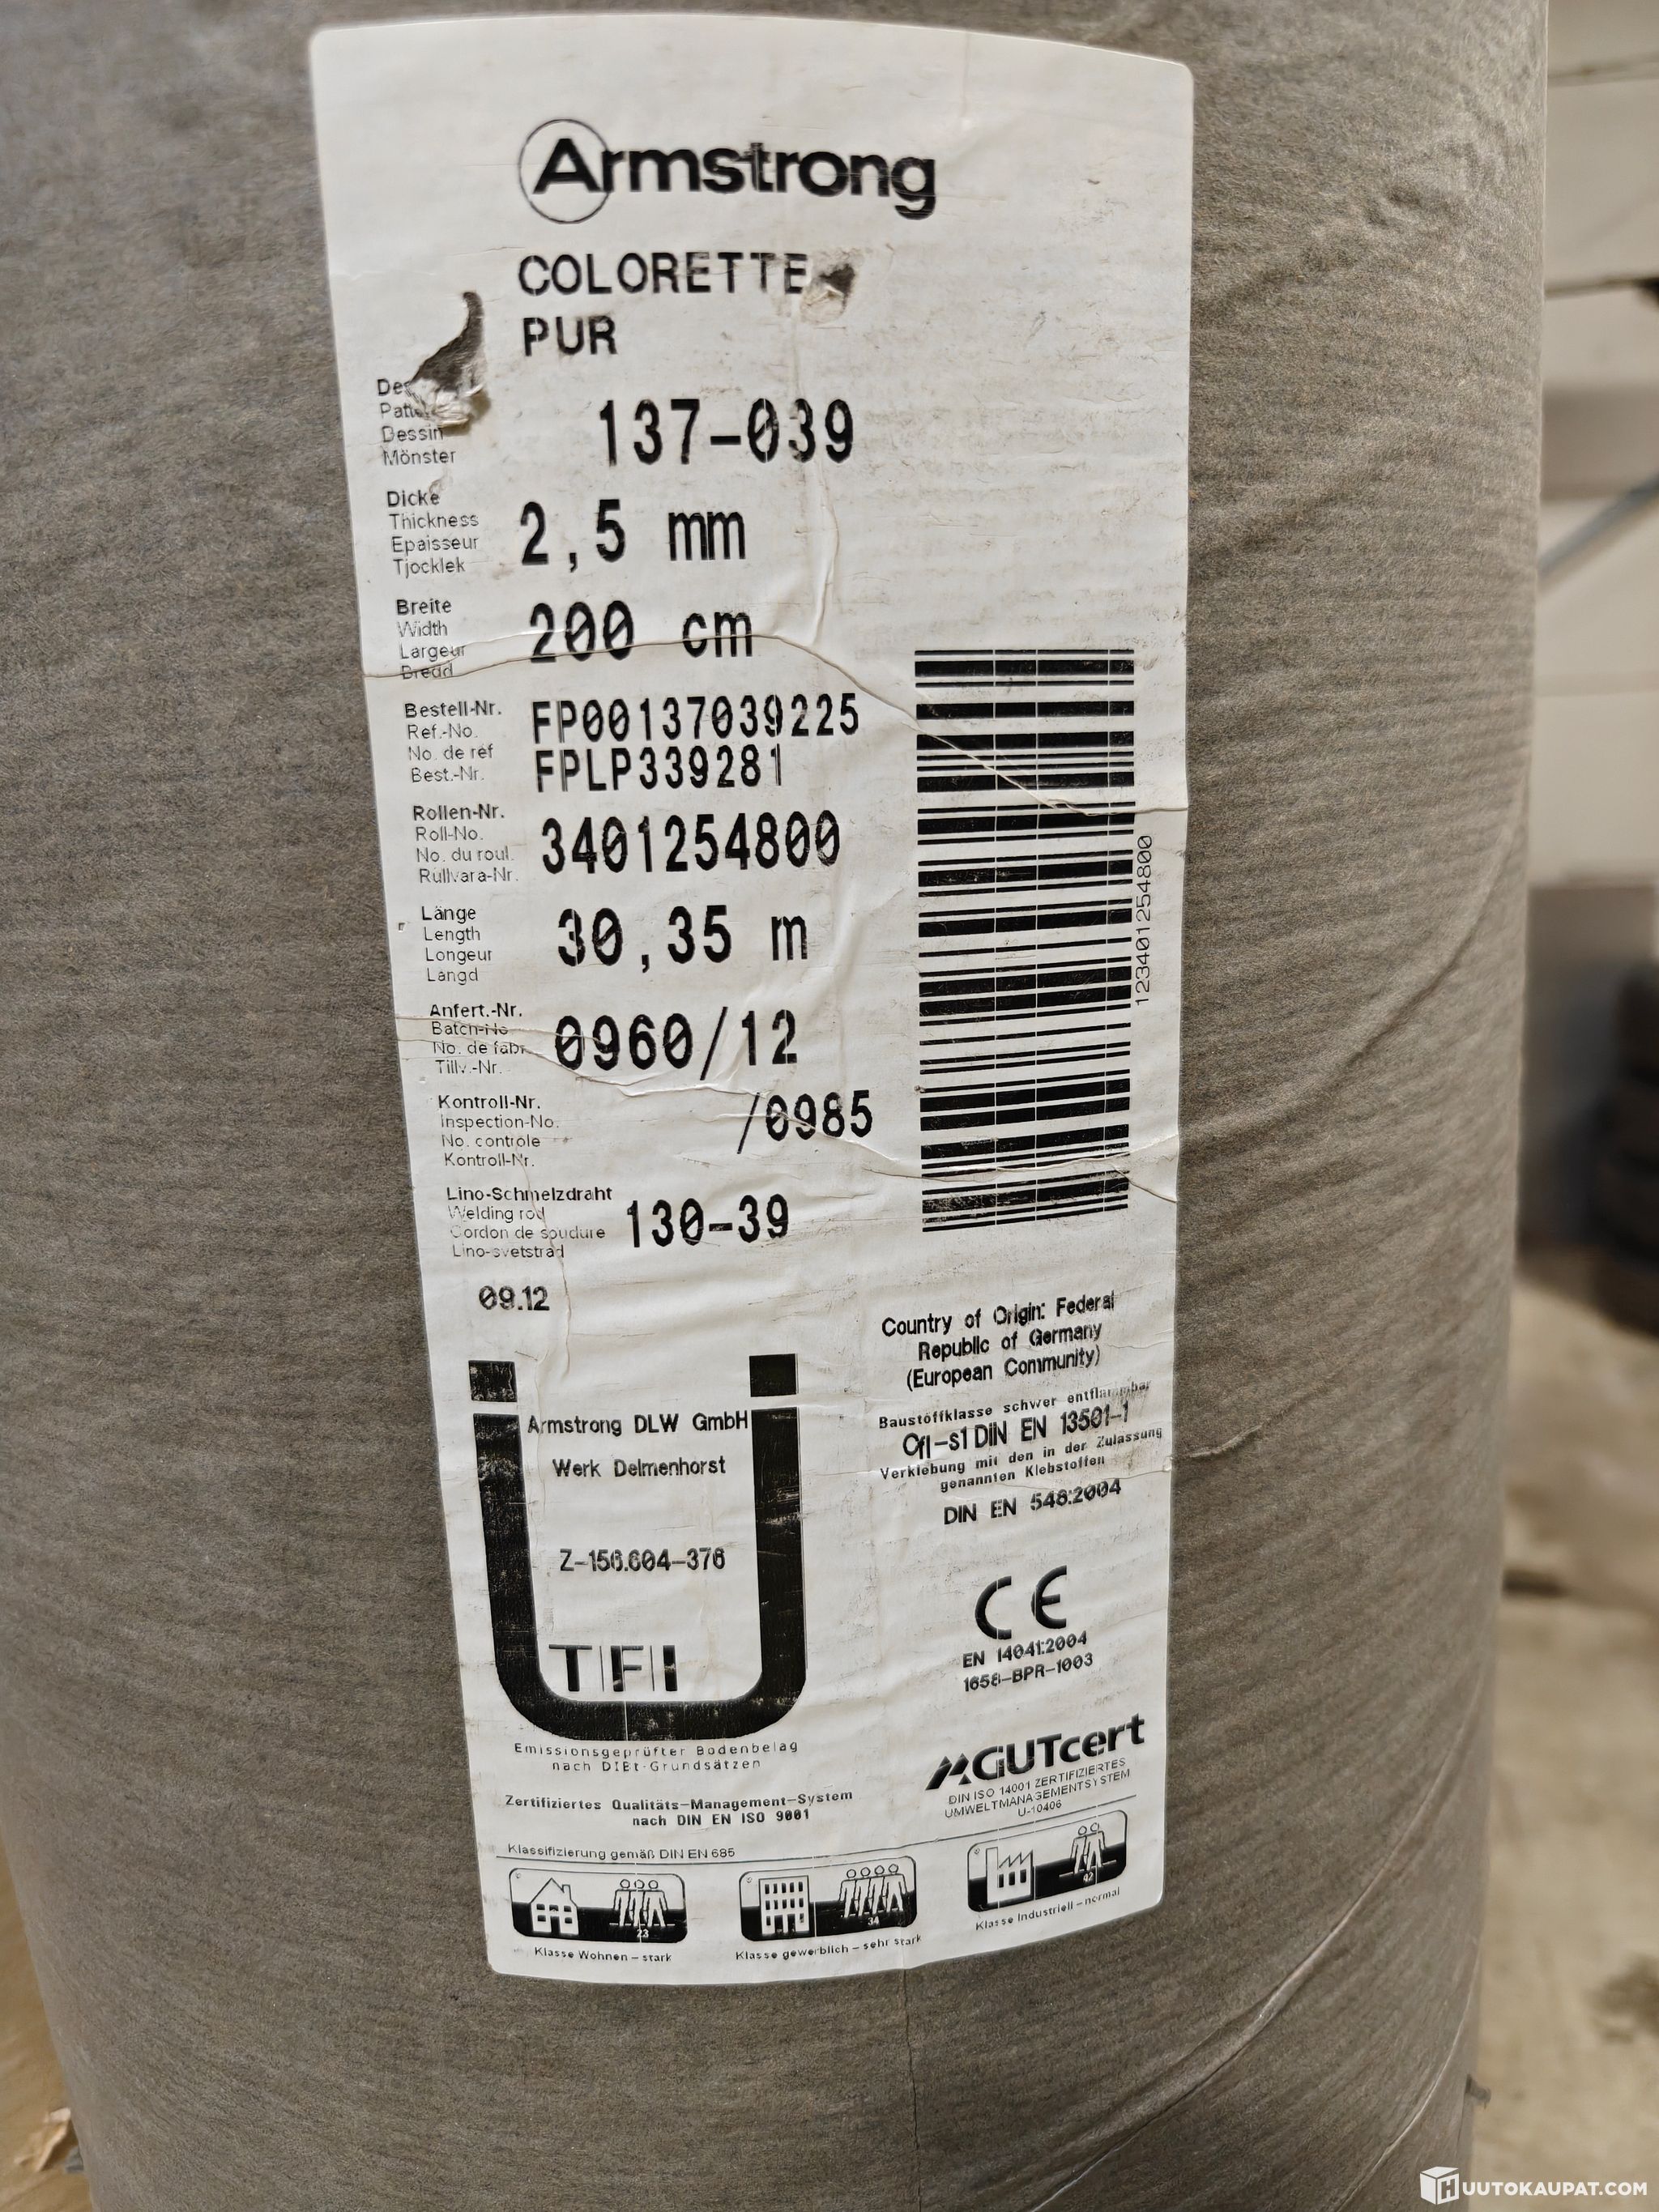 Armstrong
COLORETTE
PUR
Dessin
Mönster
137-039
Dicke
Thickness
Epaisseur
Tjocklek
2,5 mm
Breite
Width
Largeur
Bredd
200 cm
Bestell-Nr.
Ref.-No.
No. de réf
Best.-Nr.
FP00137039225
FPLP339281
Rollen-Nr.
Roll-No.
No. du roul.
Rullvara-Nr.
3401254800
Länge
Length
Longeur
Längd
30,35 m
Anfert.-Nr.
Batch-No
No. de fabr.
Tillv.-Nr.
0960/12
Kontroll-Nr.
Inspection-No.
No. contrôle
Kontroll-Nr.
/0985
Lino-Schmelzdraht
Welding rod
Cordon de soudure
Lino-svetstråd
130-39
123401254800
09.12
Armstrong DLW GmbH
Werk Delmenhorst
Z-156.604-376
TFI
Emissionsgeprüfter Bodenbelag
nach DIBt-Grundsätzen
Zertifiziertes Qualitäts-Management-System
nach DIN EN ISO 9001
Country of Origin: Federal
Republic of Germany
(European Community)
Baustoffklasse schwer entflammbar
Cfl-s1 DIN EN 13501-1
Verklebung mit den in der Zulassung
genannten Klebstoffen
DIN EN 548:2004
CE
EN 14041:2004
1658-BPR-1003
GUTcert
DIN ISO 14001 ZERTIFIZIERTES
UMWELTMANAGEMENTSYSTEM
U-10406
Klassifizierung gemäß DIN EN 685
23
Klasse Wohnen - stark
34
Klasse gewerblich - sehr stark
42
Klasse Industriell - normal
HUUTOKAUPAT.COM